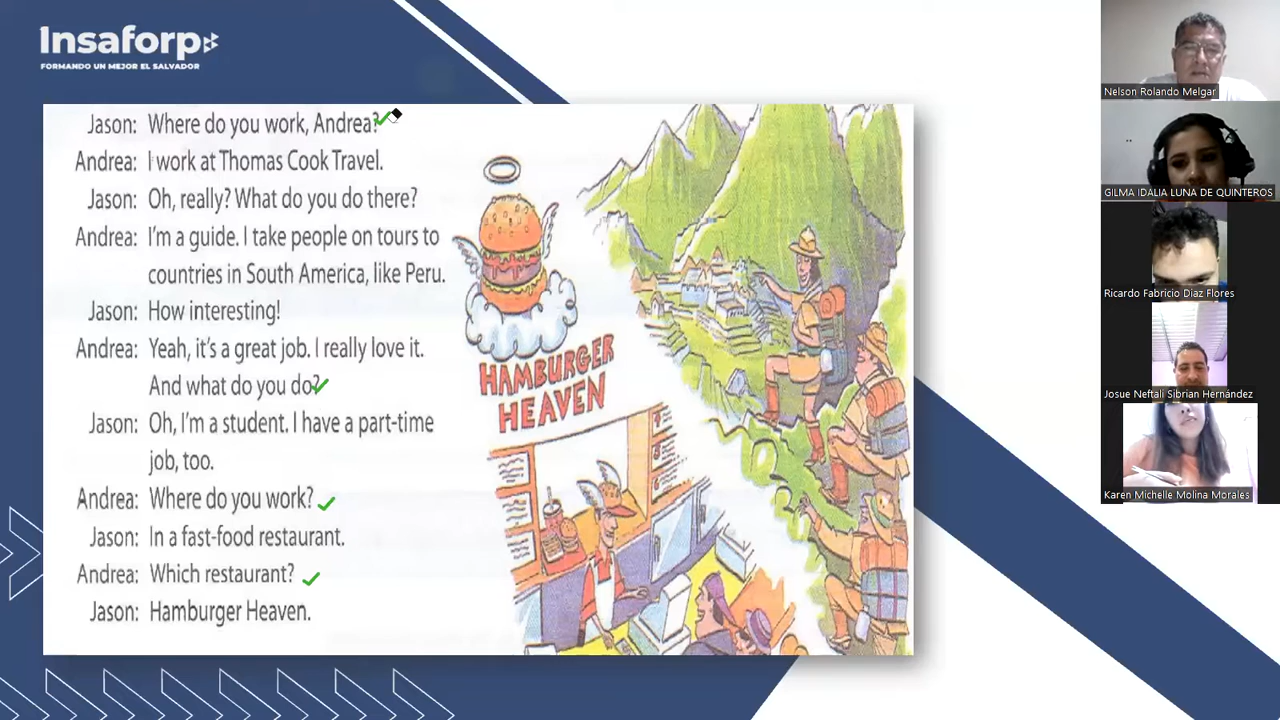 Insaforp
FORMANDO UN MEJOR EL SALVADOR
Jason: Where do you work, Andrea?
Andrea: I work at Thomas Cook Travel.
Jason: Oh, really? What do you do there?
Andrea: I'm a guide. I take people on tours to
countries in South America, like Peru.
Jason: How interesting!
Andrea: Yeah, it's a great job. I really love it.
And what do you do?
Jason: Oh, I'm a student. I have a part-time
job, too.
Andrea: Where do you work?
Jason: In a fast-food restaurant.
Andrea: Which restaurant?
Jason: Hamburger Heaven.
HAMBURGER
HEAVEN
Nelson Rolando Melgar
GILMA IDALIA LUNA DE QUINTEROS
Ricardo Fabricio Diaz Flores
Josue Neftali Sibrian Hernández
Karen Michelle Molina Morales